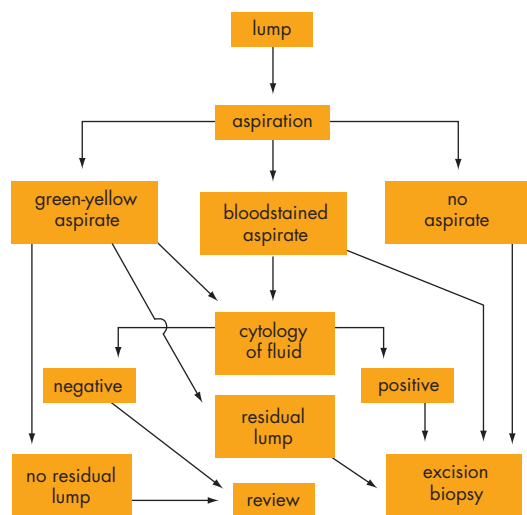 lump
aspiration
green-yellow
aspirate
bloodstained
aspirate
no
aspirate
cytology
of fluid
negative
positive
residual
lump
no residual
lump
review
excision
biopsy